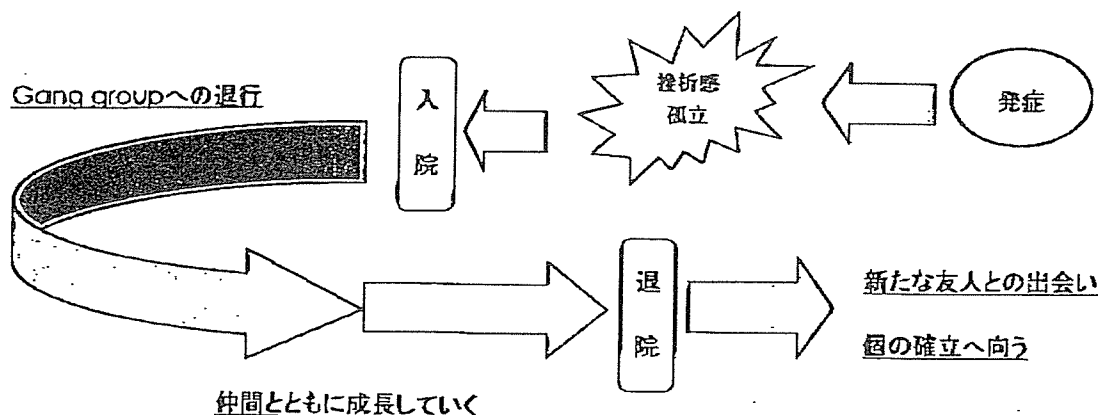 発症
挫折感
孤立
入院
Gang groupへの退行
仲間とともに成長していく
退院
新たな友人との出会い
個の確立へ向う